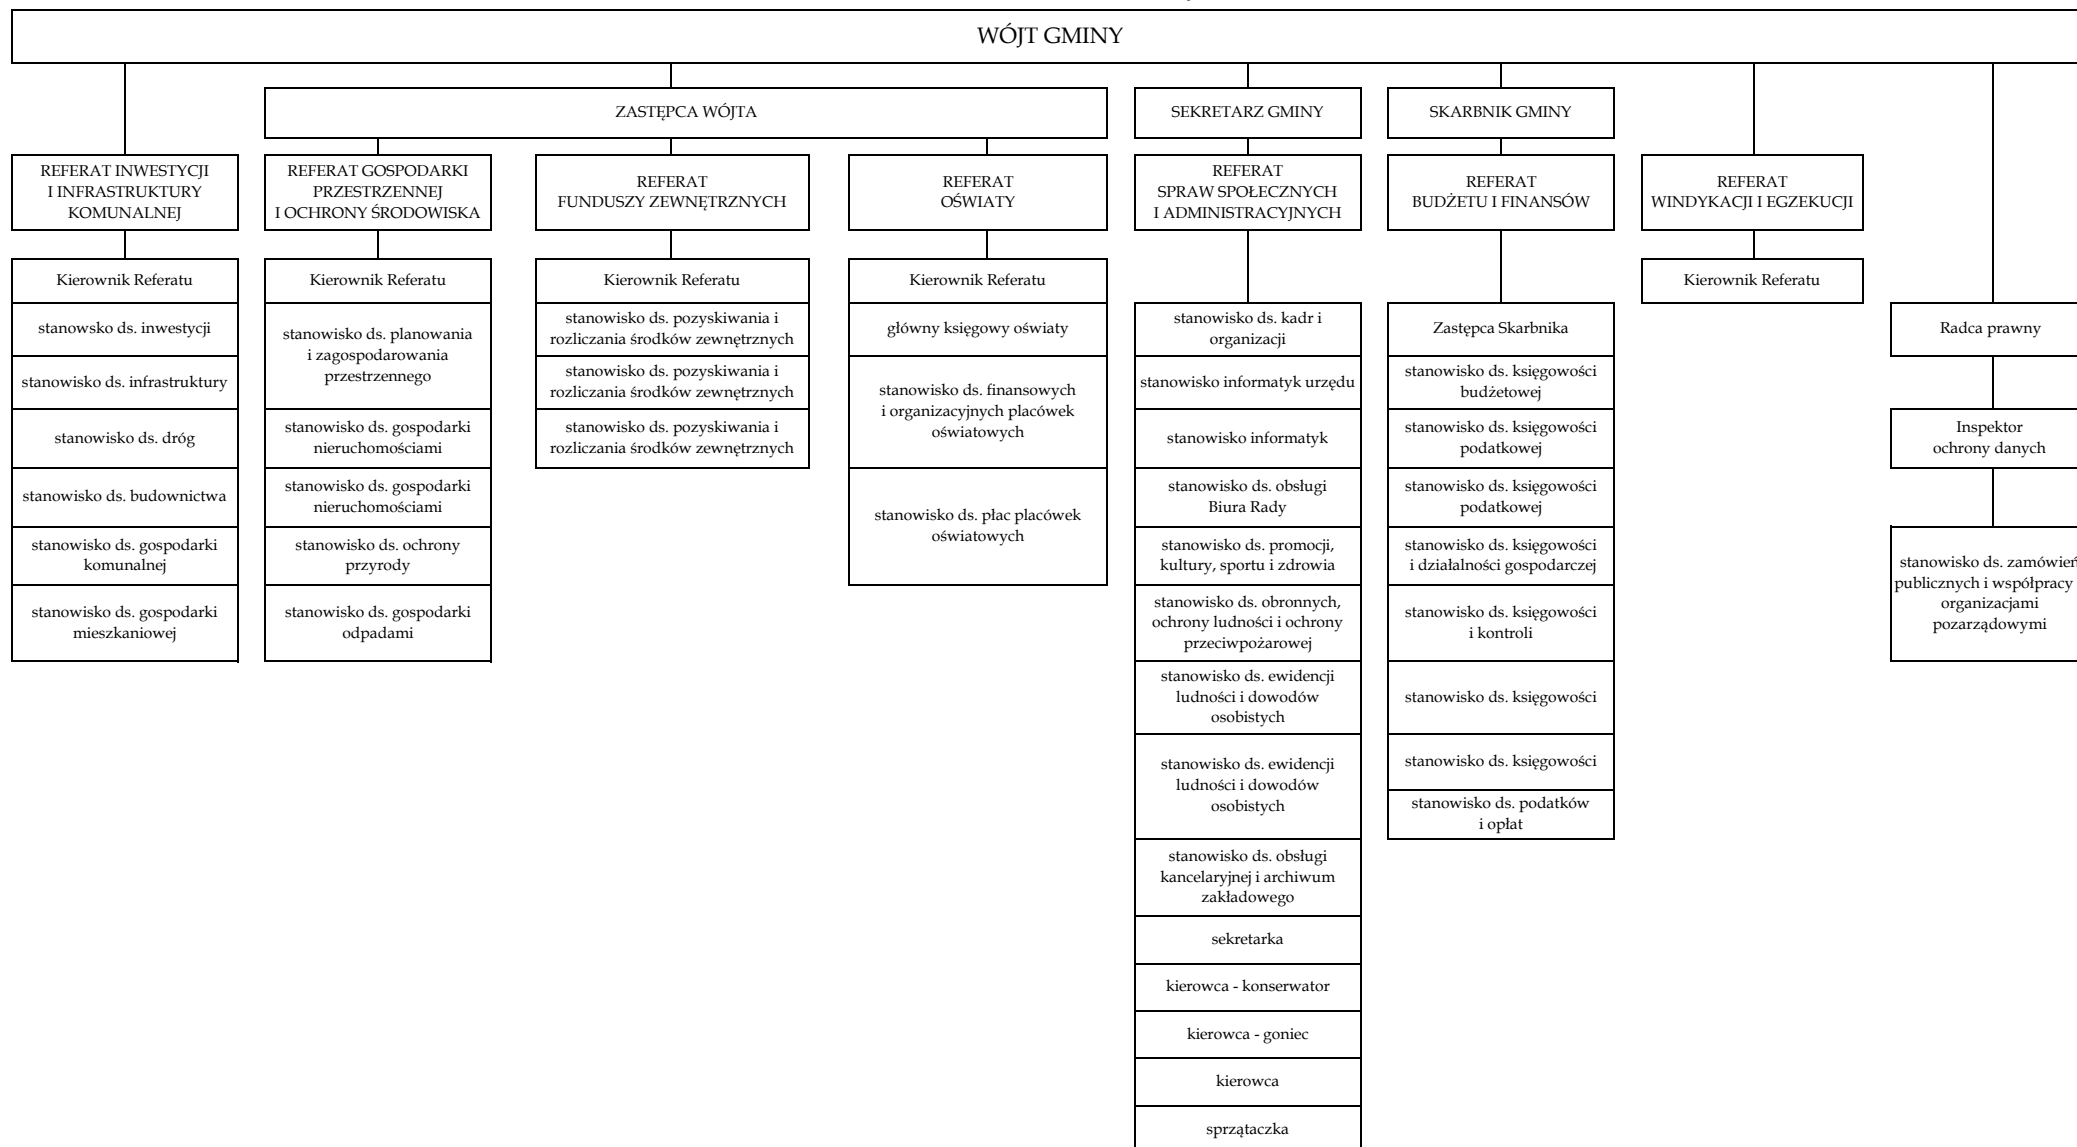 WÓJT GMINY
ZASTĘPCA WÓJTA
SEKRETARZ GMINY
SKARBNIK GMINY
REFERAT INWESTYCJI
I INFRASTRUKTURY
KOMUNALNEJ
REFERAT GOSPODARKI
PRZESTRZENNEJ
I OCHRONY ŚRODOWISKA
REFERAT
FUNDUSZY ZEWNĘTRZNYCH
REFERAT
OŚWIATY
REFERAT
SPRAW SPOŁECZNYCH
I ADMINISTRACYJNYCH
REFERAT
BUDŻETU I FINANSÓW
REFERAT
WINDYKACJI I EGZEKUCJI
Kierownik Referatu
stanowsko ds. inwestycji
stanowisko ds. infrastruktury
stanowisko ds. dróg
stanowisko ds. budownictwa
stanowisko ds. gospodarki
komunalnej
stanowisko ds. gospodarki
mieszkaniowej
Kierownik Referatu
stanowisko ds. planowania
i zagospodarowania
przestrzennego
stanowisko ds. gospodarki
nieruchomościami
stanowisko ds. gospodarki
nieruchomościami
stanowisko ds. ochrony
przyrody
stanowisko ds. gospodarki
odpadami
Kierownik Referatu
stanowisko ds. pozyskiwania i
rozliczania środków zewnętrznych
stanowisko ds. pozyskiwania i
rozliczania środków zewnętrznych
stanowisko ds. pozyskiwania i
rozliczania środków zewnętrznych
Kierownik Referatu
główny księgowy oświaty
stanowisko ds. finansowych
i organizacyjnych placówek
oświatowych
stanowisko ds. płac placówek
oświatowych
stanowisko ds. kadr i
organizacji
stanowisko informatyk urzędu
stanowisko informatyk
stanowisko ds. obsługi
Biura Rady
stanowisko ds. promocji,
kultury, sportu i zdrowia
stanowisko ds. obronnych,
ochrony ludności i ochrony
przeciwpożarowej
stanowisko ds. ewidencji
ludności i dowodów
osobistych
stanowisko ds. ewidencji
ludności i dowodów
osobistych
stanowisko ds. obsługi
kancelaryjnej i archiwum
zakładowego
sekretarka
kierowca - konserwator
kierowca - goniec
kierowca
sprzątaczka
Zastępca Skarbnika
stanowisko ds. księgowości
budżetowej
stanowisko ds. księgowości
podatkowej
stanowisko ds. księgowości
podatkowej
stanowisko ds. księgowości
i działalności gospodarczej
stanowisko ds. księgowości
i kontroli
stanowisko ds. księgowości
stanowisko ds. księgowości
stanowisko ds. podatków
i opłat
Kierownik Referatu
Radca prawny
Inspektor
ochrony danych
stanowisko ds. zamówień
publicznych i współpracy
organizacjami
pozarządowymi